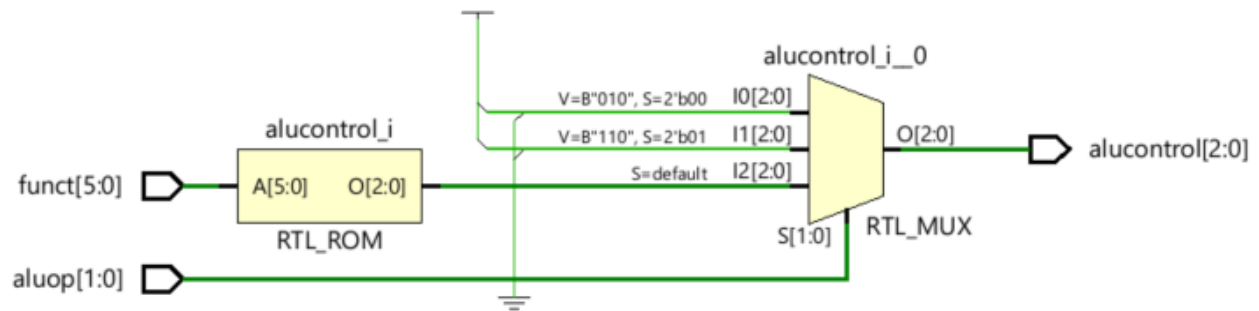 alucontrol_i__0
V=B"010", S=2'b00 I0[2:0]
alucontrol_i
V=B"110", S=2'b01 I1[2:0]
O[2:0]
alucontrol[2:0]
funct[5:0]
A[5:0] O[2:0]
S=default I2[2:0]
RTL_ROM
S[1:0]
RTL_MUX
aluop[1:0]